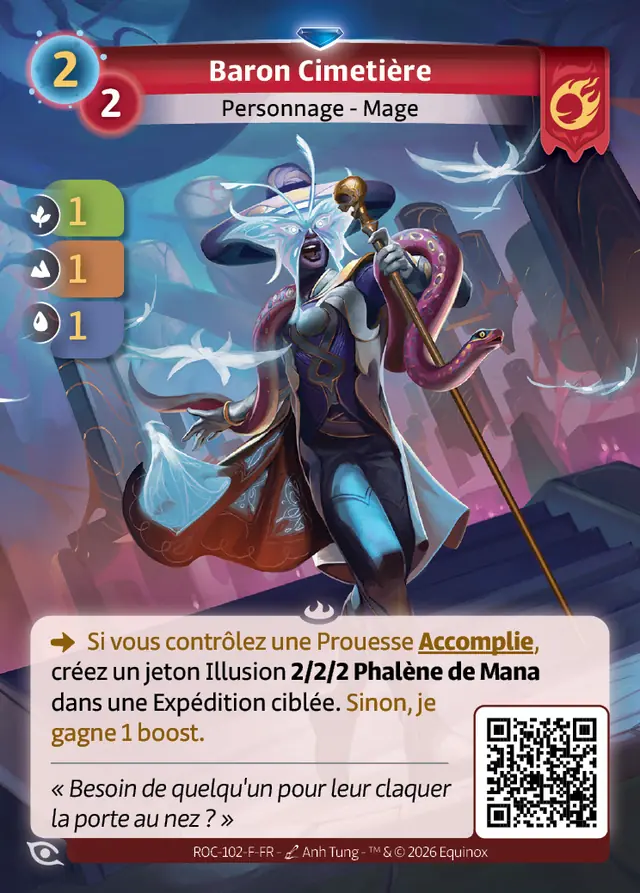 2
Baron Cimetière
2
Personnage - Mage
1
1
1
Si vous contrôlez une Prouesse Accomplie,
créez un jeton Illusion 2/2/2 Phalène de Mana
dans une Expédition ciblée. Sinon, je
gagne 1 boost.
« Besoin de quelqu'un pour leur claquer
la porte au nez ? »
ROC-102-F-FR - Anh Tung - ™ & © 2026 Equinox